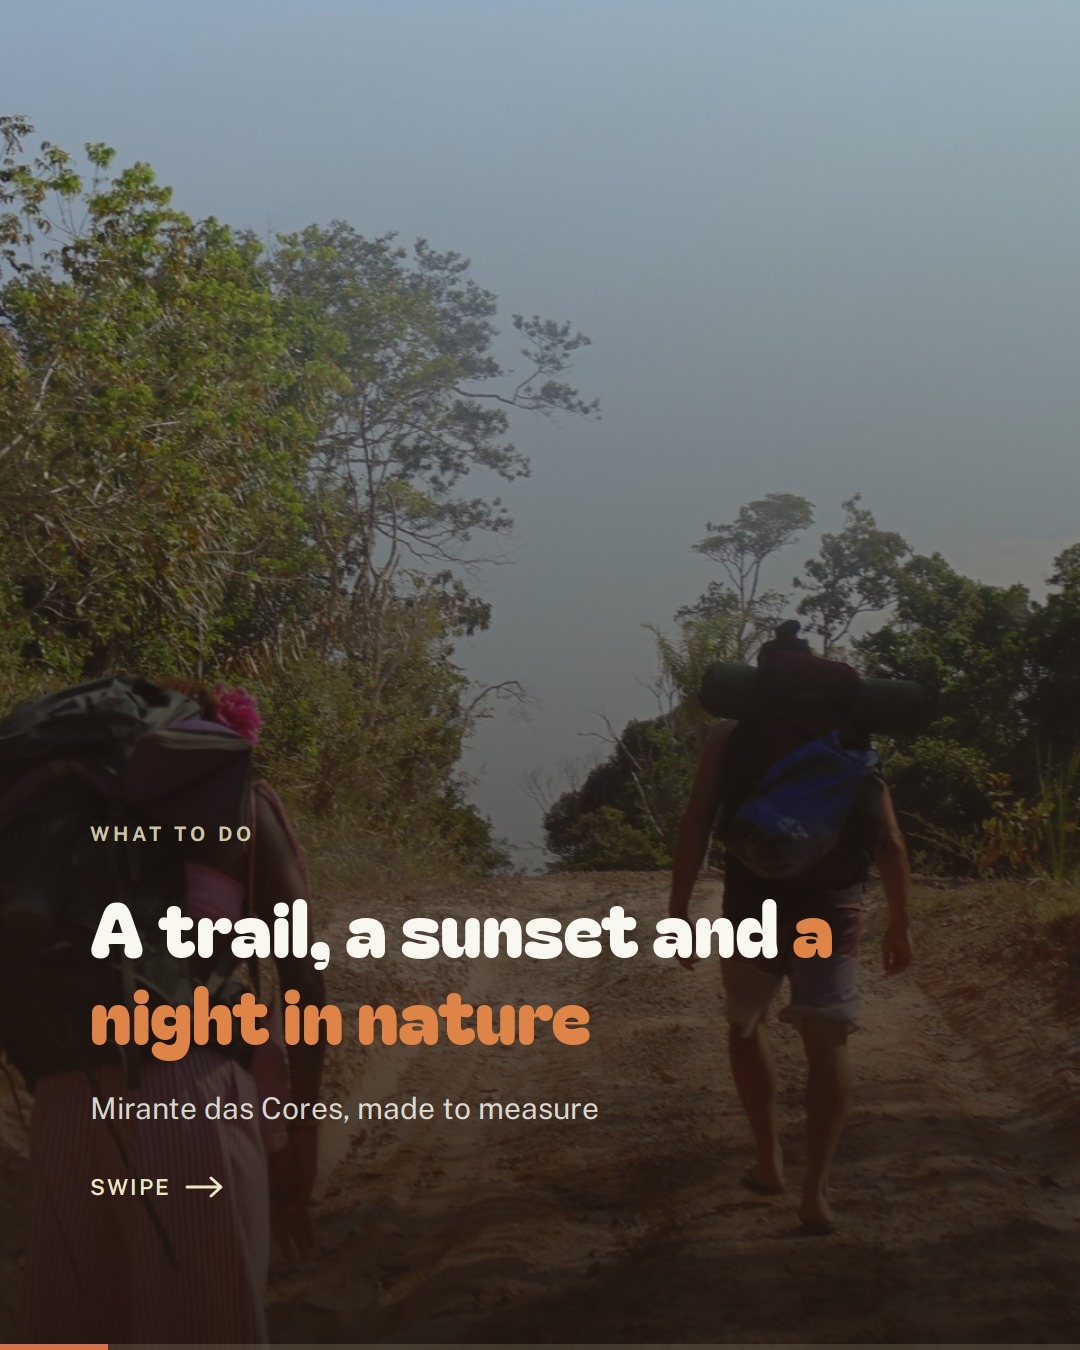 WHAT TO DO
A trail, a sunset and a
night in nature
Mirante das Cores, made to measure
SWIPE